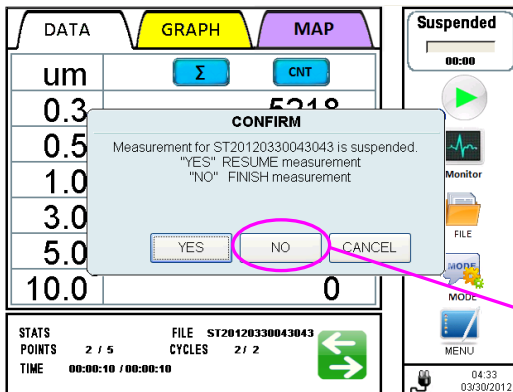 DATA GRAPH MAP
um Σ CNT
0.3 5218
0.5
1.0
3.0
5.0
10.0 0
CONFIRM
Measurement for ST20120330043043 is suspended.
"YES" RESUME measurement
"NO" FINISH measurement
YES NO CANCEL
STATS FILE ST20120330043043
POINTS 2 / 5 CYCLES 2 / 2
TIME 00:00:10 / 00:00:10
Suspended
00:00
Monitor
FILE
MODE
MODE
MENU
04:33
03/30/2012